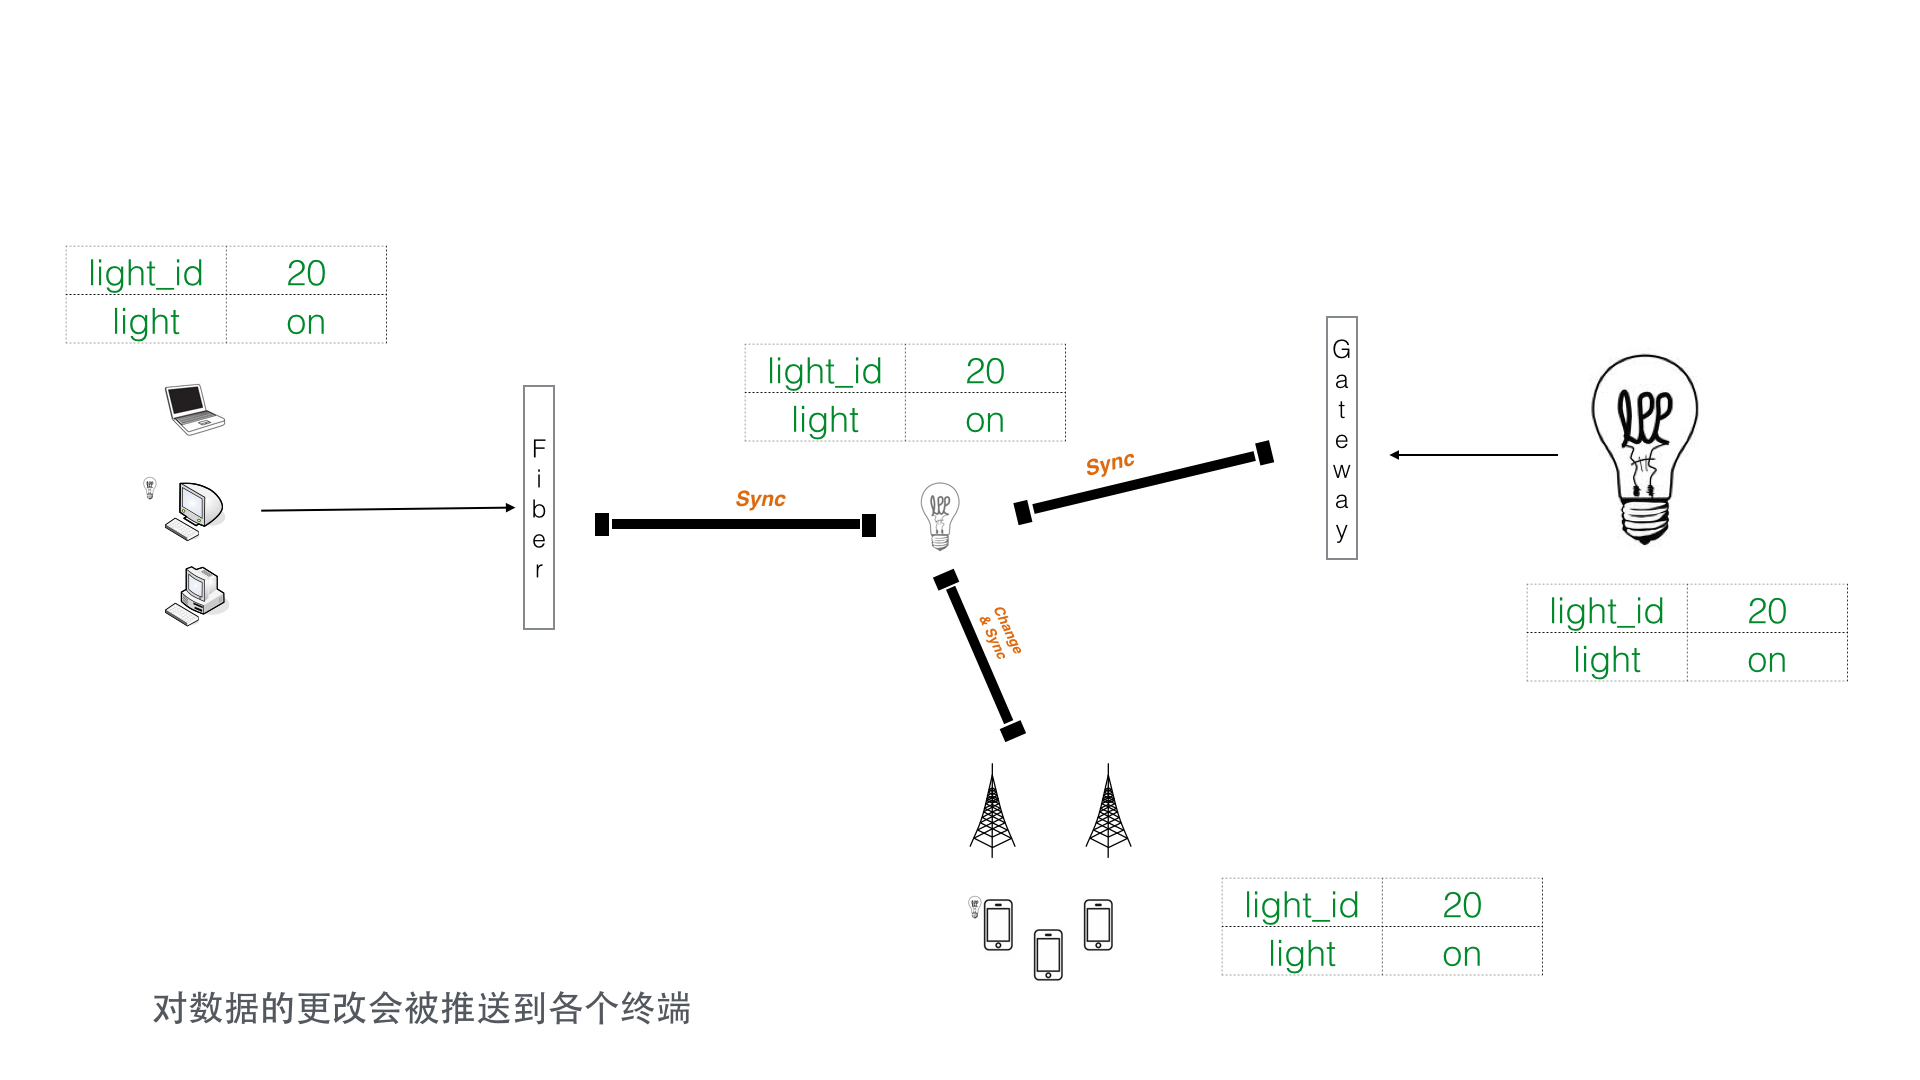 light_id 20
light on
Fiber
light_id 20
light on
Sync
Sync
Change
& Sync
Gateway
light_id 20
light on
light_id 20
light on
对数据的更改会被推送到各个终端